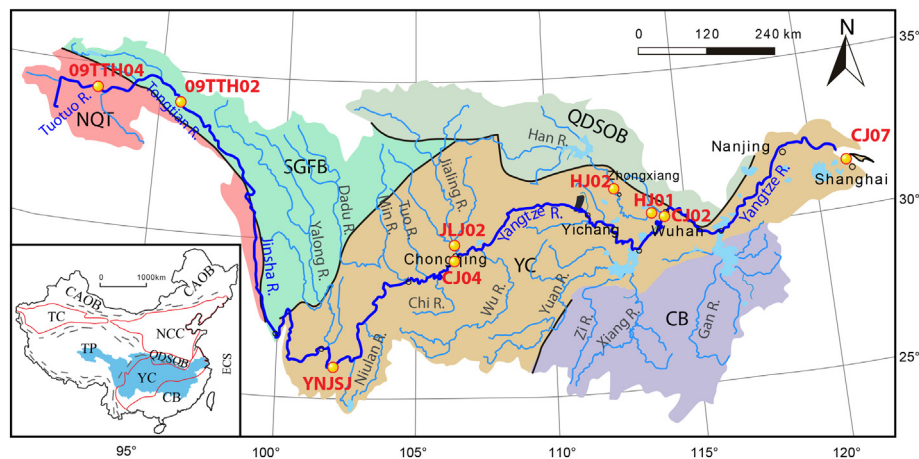 N
35°
0 120 240 km
09TTH04
09TTH02
Tuotuo R.
Tongtian R.
NQT
QDSOB
Han R.
CJ07
Nanjing
Shanghai
SGFB
Jialing R.
Zhongxiang
HJ02
HJ01
CJ02
30°
Dadu R.
Min R.
Tuo R.
Yangtze R.
Yangtze R.
Yalong R.
JLJ02
Yichang
Wuhan
Jinsha R.
Chongqing
CJ04
YC
Chi R.
Wu R.
Yuan R.
Zi R.
Xiang R.
CB
Gan R.
Niulan R.
YNJSJ
25°
0 1000km
CAOB
CAOB
TC
NCC
TP
QDSOB
YC
CB
ECS
95°
100°
105°
110°
115°
120°